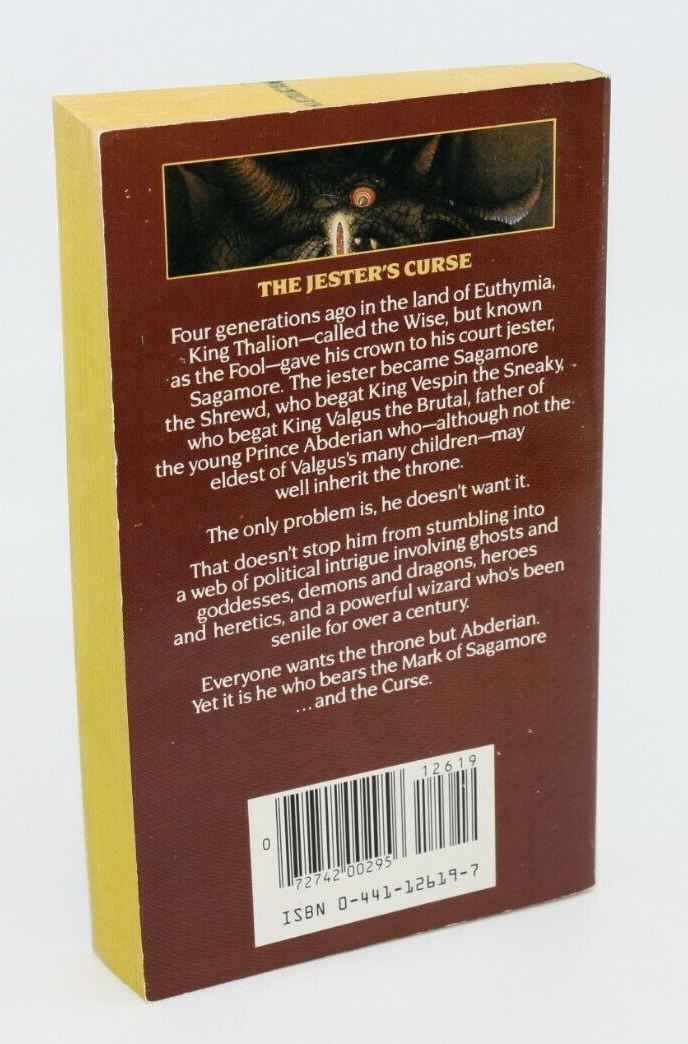 THE JESTER'S CURSE
Four generations ago in the land of Euthymia,
King Thalion—called the Wise, but known
as the Fool—gave his crown to his court jester,
Sagamore. The jester became Sagamore
the Shrewd, who begat King Vespin the Sneaky,
who begat King Valgus the Brutal, father of
the young Prince Abderian who—although not the
eldest of Valgus's many children—may
well inherit the throne.
The only problem is, he doesn't want it.
That doesn't stop him from stumbling into
a web of political intrigue involving ghosts and
goddesses, demons and dragons, heroes
and heretics, and a powerful wizard who's been
senile for over a century.
Everyone wants the throne but Abderian.
Yet it is he who bears the Mark of Sagamore
...and the Curse.
12619
0
72742 00295
ISBN 0-441-12619-7